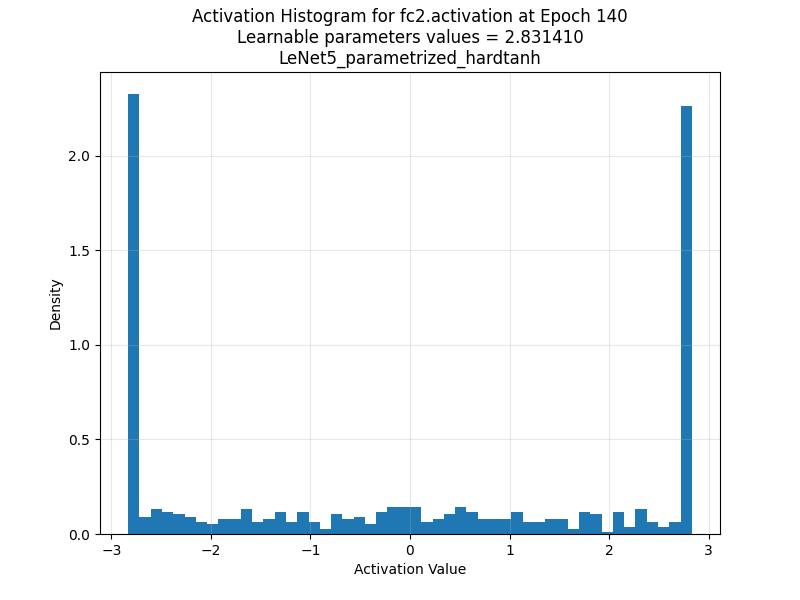 Activation Histogram for fc2.activation at Epoch 140
Learnable parameters values = 2.831410
LeNet5_parametrized_hardtanh
Density
2.0
1.5
1.0
0.5
0.0
−3
−2
−1
0
1
2
3
Activation Value